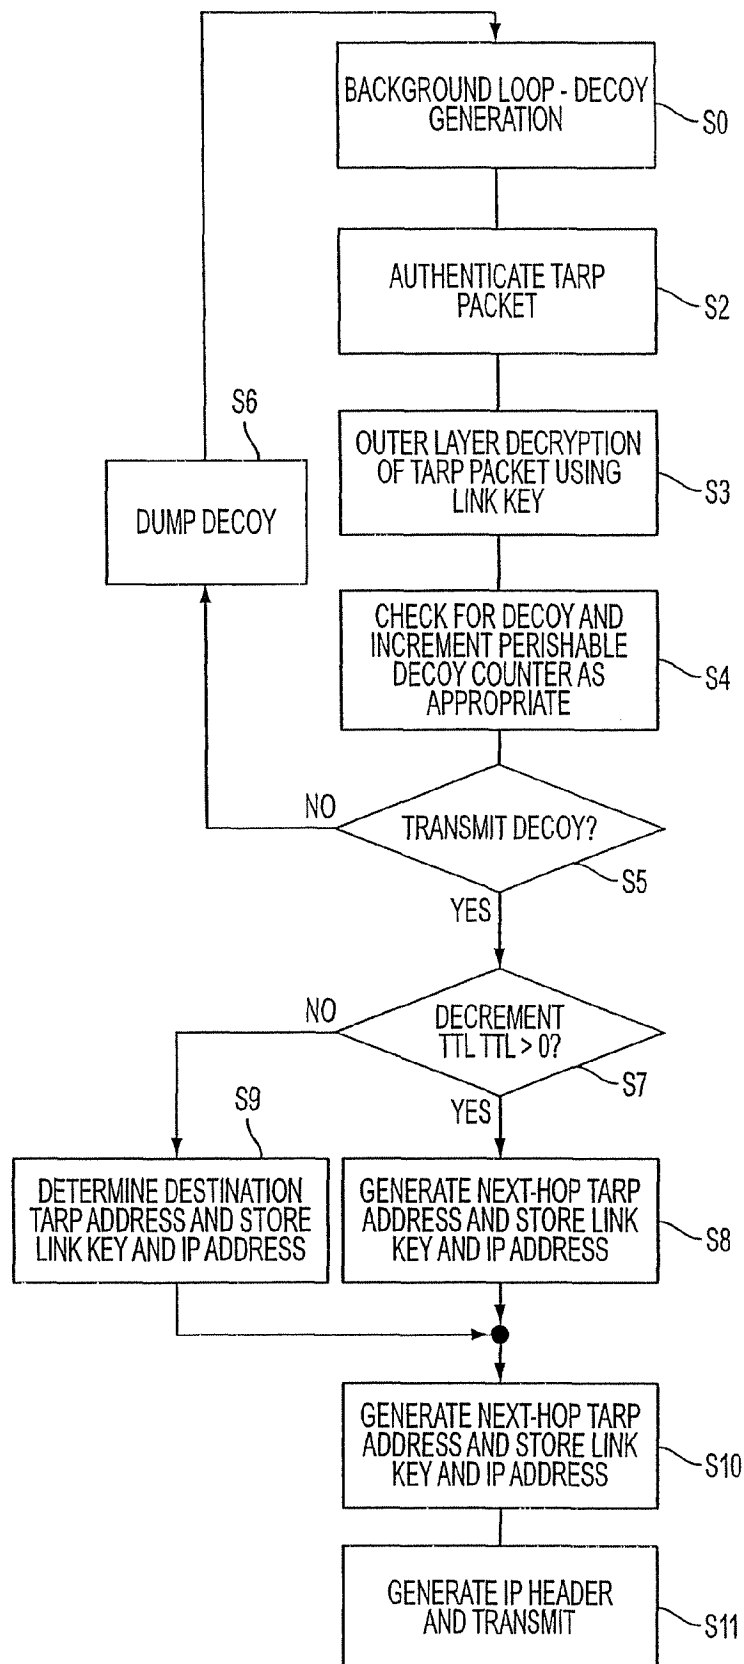 BACKGROUND LOOP - DECOY
GENERATION
S0
AUTHENTICATE TARP
PACKET
S2
OUTER LAYER DECRYPTION
OF TARP PACKET USING
LINK KEY
S3
S6
DUMP DECOY
CHECK FOR DECOY AND
INCREMENT PERISHABLE
DECOY COUNTER AS
APPROPRIATE
S4
NO
TRANSMIT DECOY?
S5
YES
NO
DECREMENT
TTL TTL > 0?
S7
YES
S9
DETERMINE DESTINATION
TARP ADDRESS AND STORE
LINK KEY AND IP ADDRESS
GENERATE NEXT-HOP TARP
ADDRESS AND STORE LINK
KEY AND IP ADDRESS
S8
GENERATE NEXT-HOP TARP
ADDRESS AND STORE LINK
KEY AND IP ADDRESS
S10
GENERATE IP HEADER
AND TRANSMIT
S11